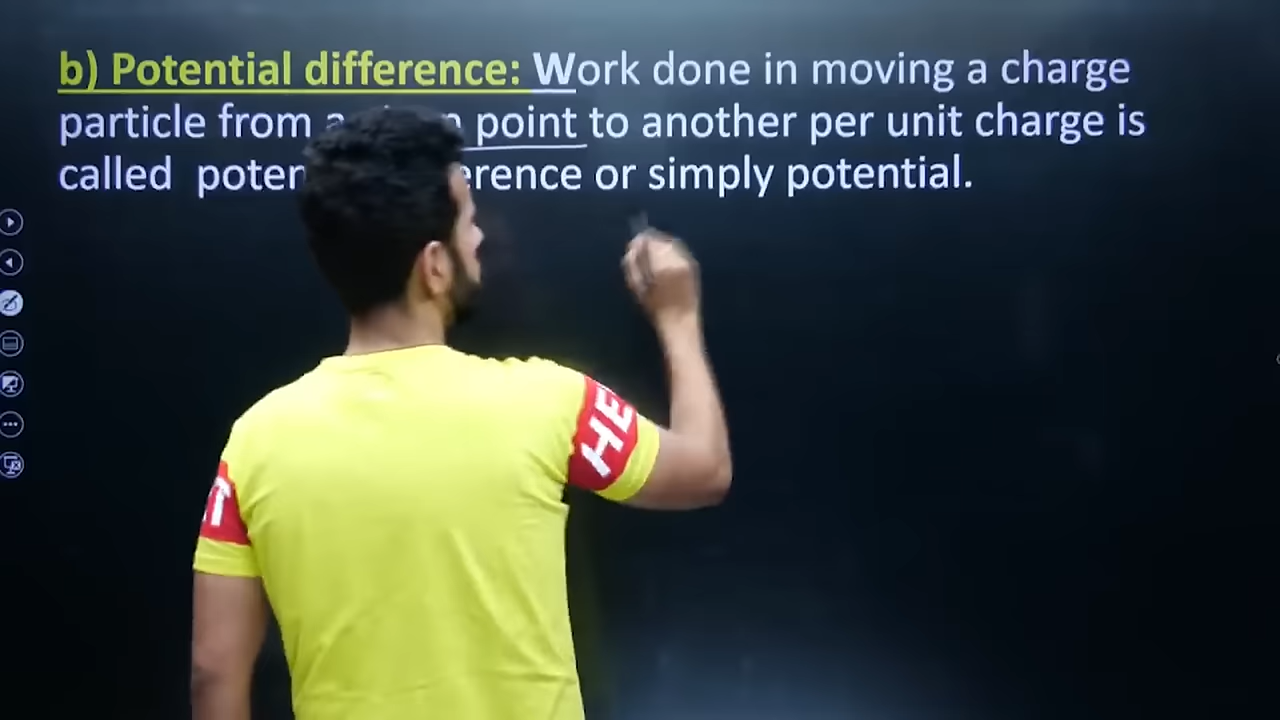 b) Potential difference: Work done in moving a charge
particle from a point to another per unit charge is
called erence or simply potential.
HE
T